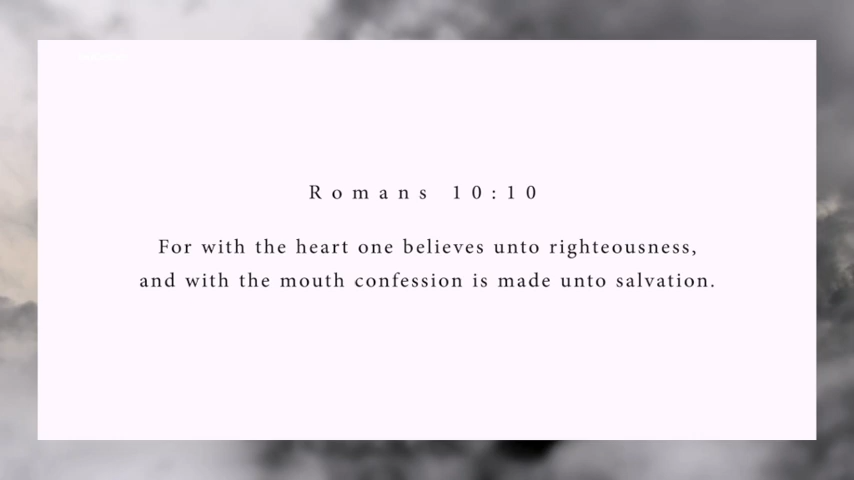 Romans 10:10
For with the heart one believes unto righteousness,
and with the mouth confession is made unto salvation.